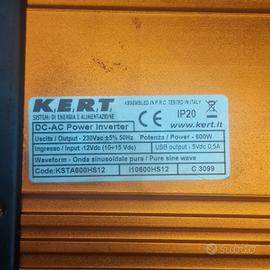 K.E.R.T.
ASSEMBLED IN P.R.C. TESTED IN ITALY
SISTEMI DI ENERGIA E ALIMENTAZIONE
IP20
www.kert.it
DC-AC Power Inverter
Uscita / Output - 230Vac ±5% 50Hz
Potenza / Power - 600W
Ingresso / Input -12Vdc (10÷15 Vdc)
USB output - 5Vdc 0,5A
Waveform - Onda sinusoidale pura / Pure sine wave
Code: KSTA600HS12
I10600HS12
C 3099
subito